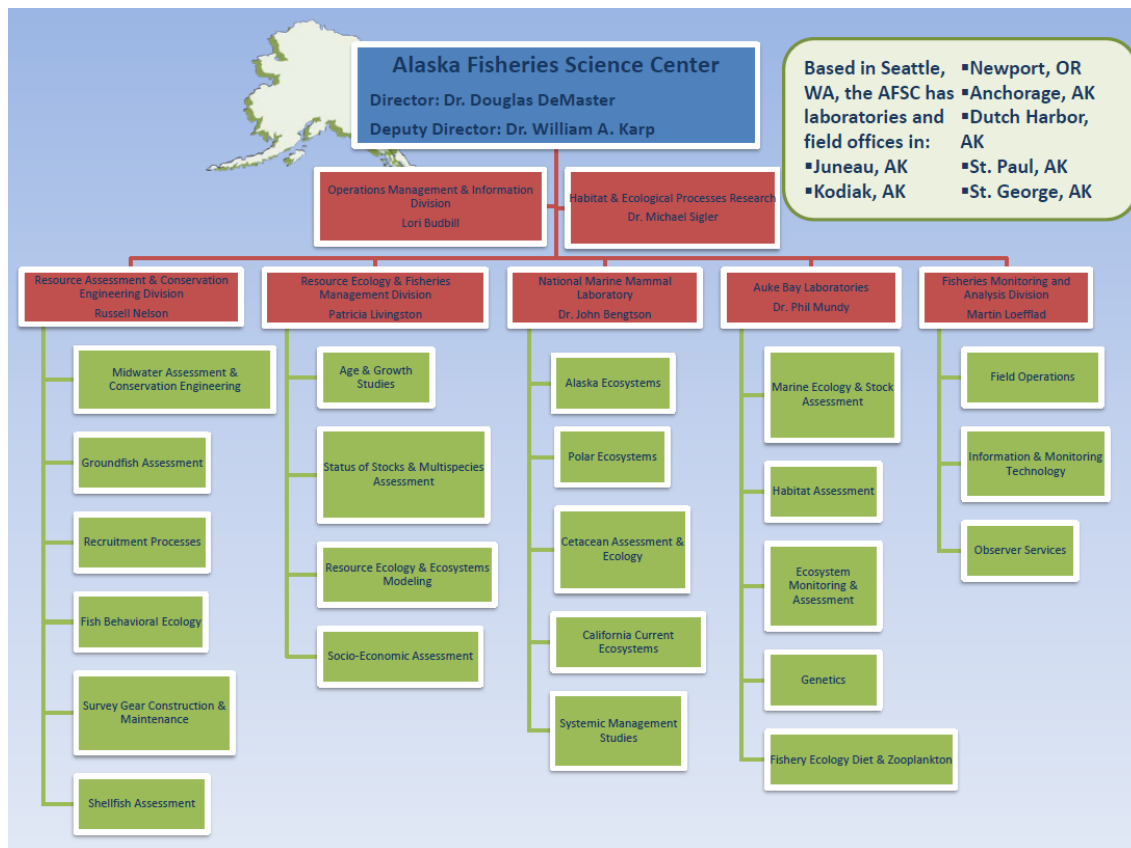 Alaska Fisheries Science Center
Director: Dr. Douglas DeMaster
Deputy Director: Dr. William A. Karp
Based in Seattle,
WA, the AFSC has
laboratories and
field offices in:
▪Juneau, AK
▪Kodiak, AK
▪Newport, OR
▪Anchorage, AK
▪Dutch Harbor,
AK
▪St. Paul, AK
▪St. George, AK
Operations Management & Information
Division
Lori Budbill
Habitat & Ecological Processes Research
Dr. Michael Sigler
Resource Assessment & Conservation
Engineering Division
Russell Nelson
Midwater Assessment &
Conservation Engineering
Groundfish Assessment
Recruitment Processes
Fish Behavioral Ecology
Survey Gear Construction &
Maintenance
Shellfish Assessment
Resource Ecology & Fisheries
Management Division
Patricia Livingston
Age & Growth
Studies
Status of Stocks & Multispecies
Assessment
Resource Ecology & Ecosystems
Modeling
Socio-Economic Assessment
National Marine Mammal
Laboratory
Dr. John Bengtson
Alaska Ecosystems
Polar Ecosystems
Cetacean Assessment &
Ecology
California Current
Ecosystems
Systemic Management
Studies
Auke Bay Laboratories
Dr. Phil Mundy
Marine Ecology & Stock
Assessment
Habitat Assessment
Ecosystem
Monitoring &
Assessment
Genetics
Fishery Ecology Diet & Zooplankton
Fisheries Monitoring and
Analysis Division
Martin Loefflad
Field Operations
Information & Monitoring
Technology
Observer Services